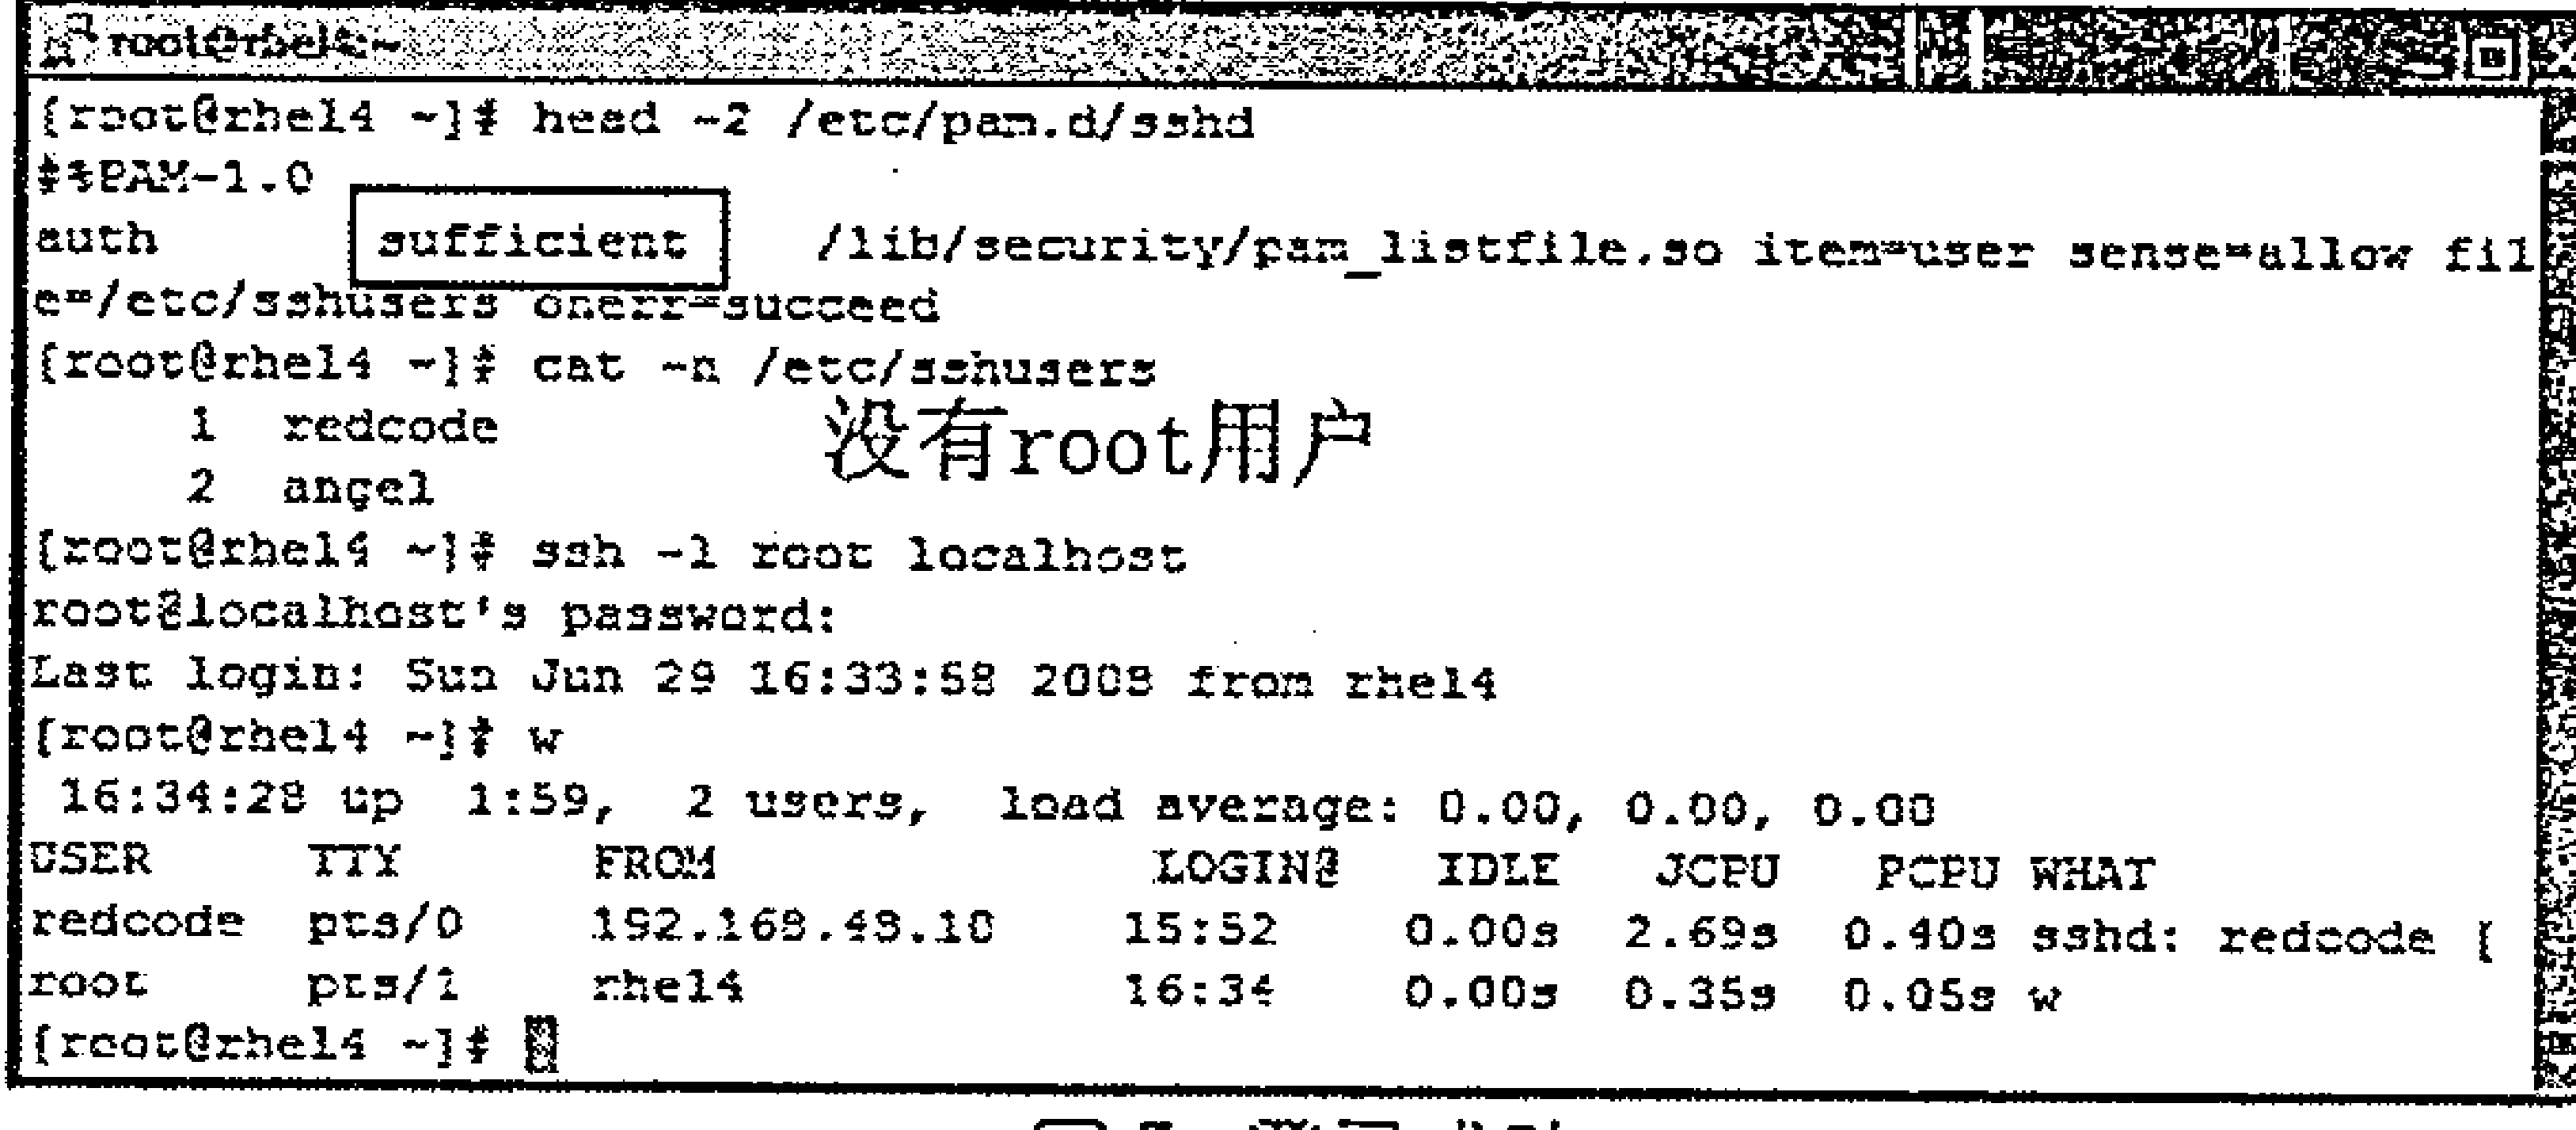 root@rhel4:~
[root@rhel4 ~]# head -2 /etc/pam.d/sshd
#%PAM-1.0
auth sufficient /lib/security/pam_listfile.so item=user sense=allow fil
e=/etc/sshusers onerr=succeed
[root@rhel4 ~]# cat -n /etc/sshusers
1 redcode
没有root用户
2 angel
[root@rhel4 ~]# ssh -l root localhost
root@localhost's password:
Last login: Sun Jun 29 16:33:58 2008 from rhel4
[root@rhel4 ~]# w
16:34:28 up 1:59, 2 users, load average: 0.00, 0.00, 0.00
USER TTY FROM LOGIN@ IDLE JCPU PCPU WHAT
redcode pts/0 192.168.48.10 15:52 0.00s 2.69s 0.40s sshd: redcode [
root pts/1 rhel4 16:34 0.00s 0.35s 0.05s w
[root@rhel4 ~]#